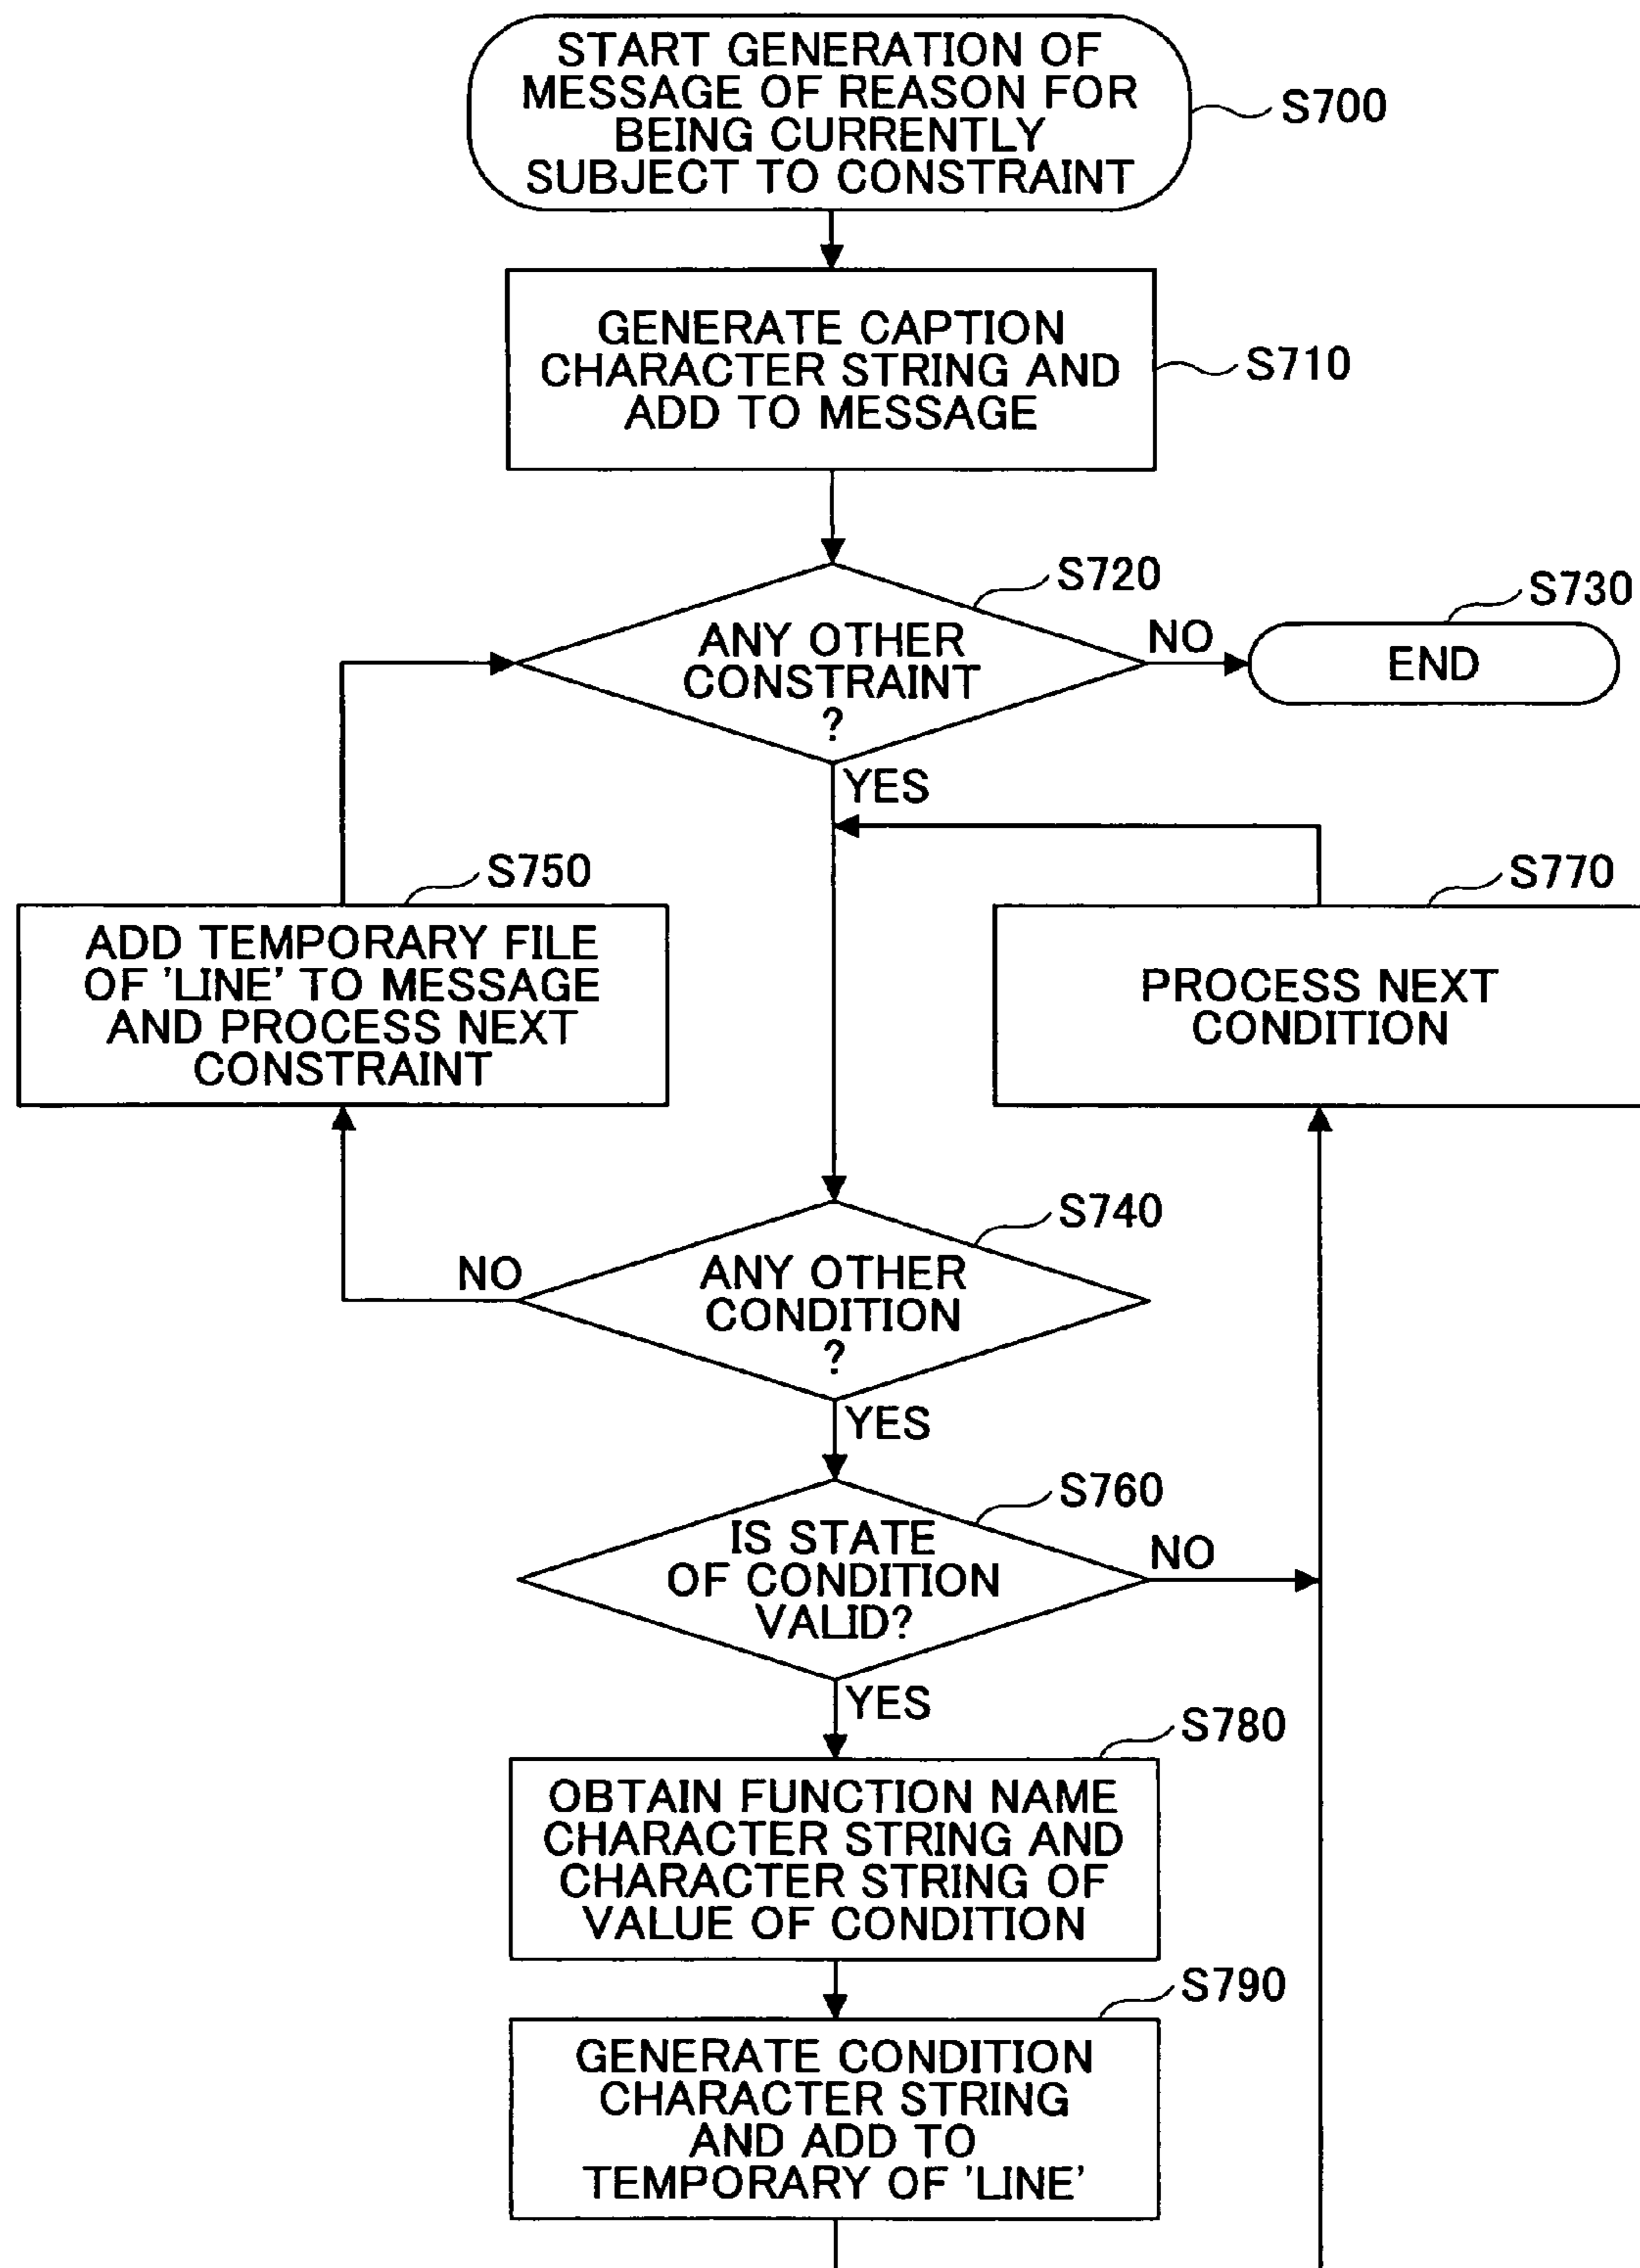 START GENERATION OF
MESSAGE OF REASON FOR
BEING CURRENTLY
SUBJECT TO CONSTRAINT
S700
GENERATE CAPTION
CHARACTER STRING AND
ADD TO MESSAGE
S710
S720
ANY OTHER
CONSTRAINT
?
NO
S730
END
YES
S750
ADD TEMPORARY FILE
OF 'LINE' TO MESSAGE
AND PROCESS NEXT
CONSTRAINT
S770
PROCESS NEXT
CONDITION
S740
NO
ANY OTHER
CONDITION
?
YES
S760
IS STATE
OF CONDITION
VALID?
NO
YES
S780
OBTAIN FUNCTION NAME
CHARACTER STRING AND
CHARACTER STRING OF
VALUE OF CONDITION
S790
GENERATE CONDITION
CHARACTER STRING
AND ADD TO
TEMPORARY OF 'LINE'